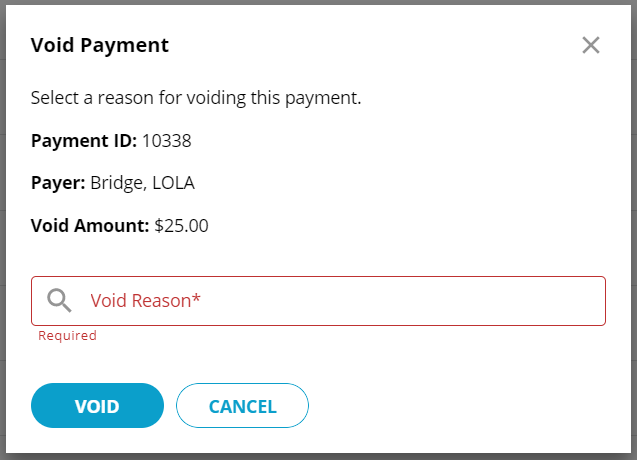 Void Payment
Select a reason for voiding this payment.
Payment ID: 10338
Payer: Bridge, LOLA
Void Amount: $25.00
Void Reason*
Required
VOID
CANCEL